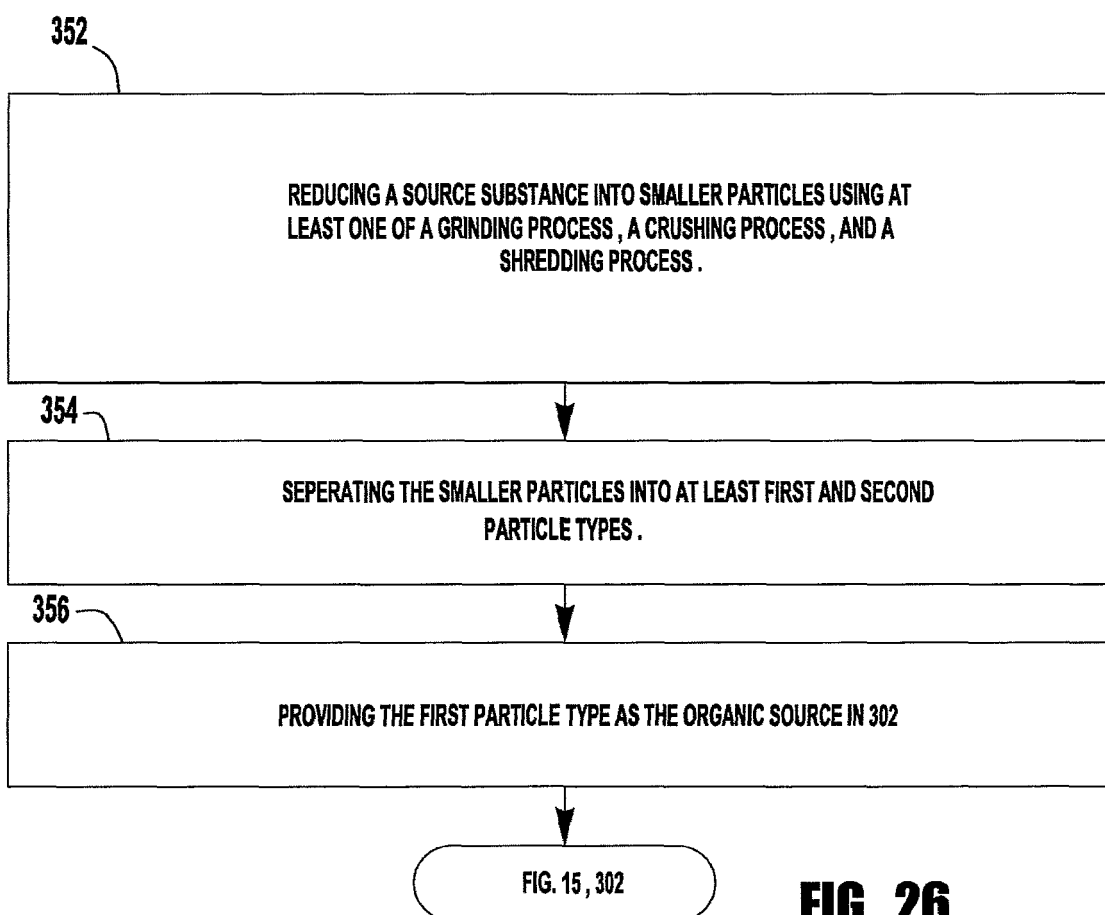 352
REDUCING A SOURCE SUBSTANCE INTO SMALLER PARTICLES USING AT
LEAST ONE OF A GRINDING PROCESS , A CRUSHING PROCESS , AND A
SHREDDING PROCESS .
354
SEPERATING THE SMALLER PARTICLES INTO AT LEAST FIRST AND SECOND
PARTICLE TYPES .
356
PROVIDING THE FIRST PARTICLE TYPE AS THE ORGANIC SOURCE IN 302
FIG. 15 , 302
FIG. 26